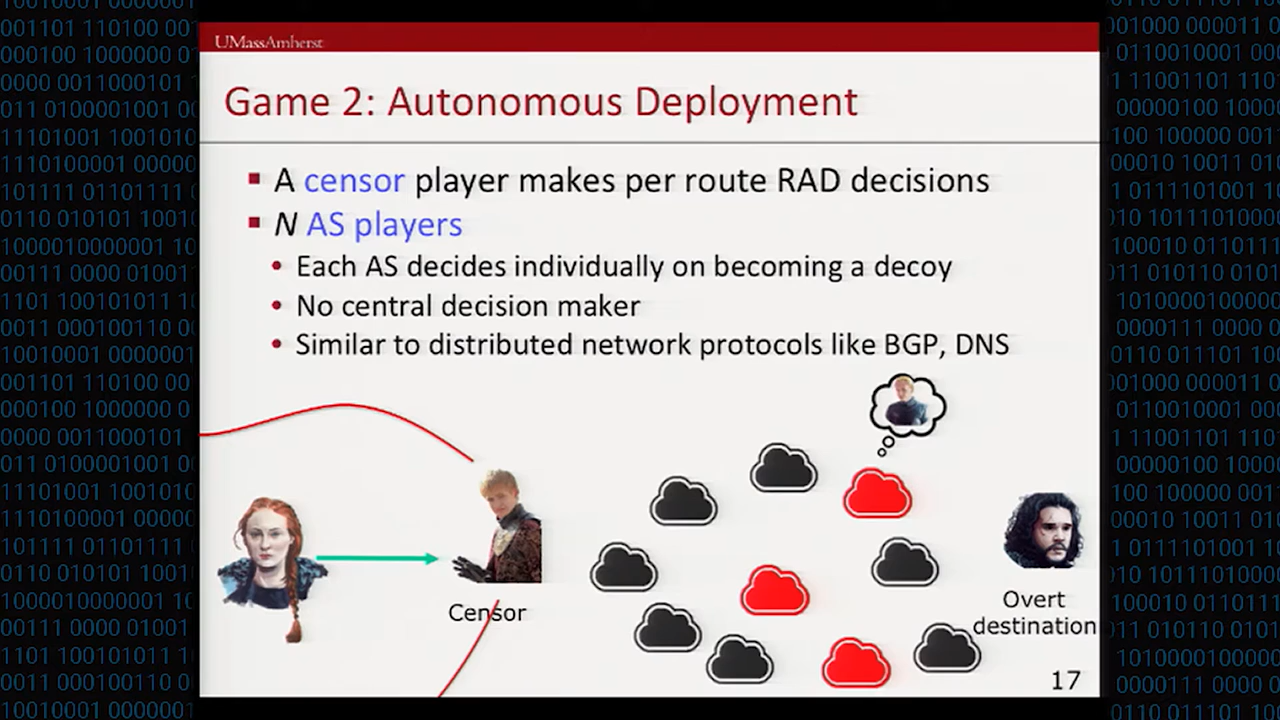 UMassAmherst
Game 2: Autonomous Deployment
A censor player makes per route RAD decisions
N AS players
Each AS decides individually on becoming a decoy
No central decision maker
Similar to distributed network protocols like BGP, DNS
Censor
Overt
destination
17